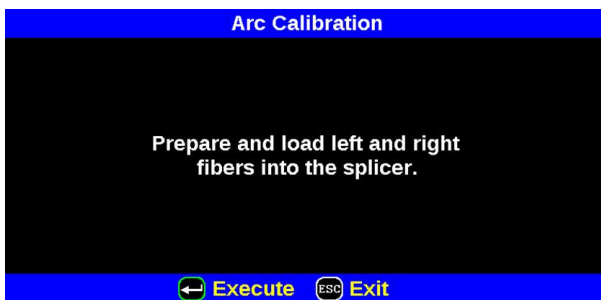 Arc Calibration
Prepare and load left and right
fibers into the splicer.
Execute ESC Exit